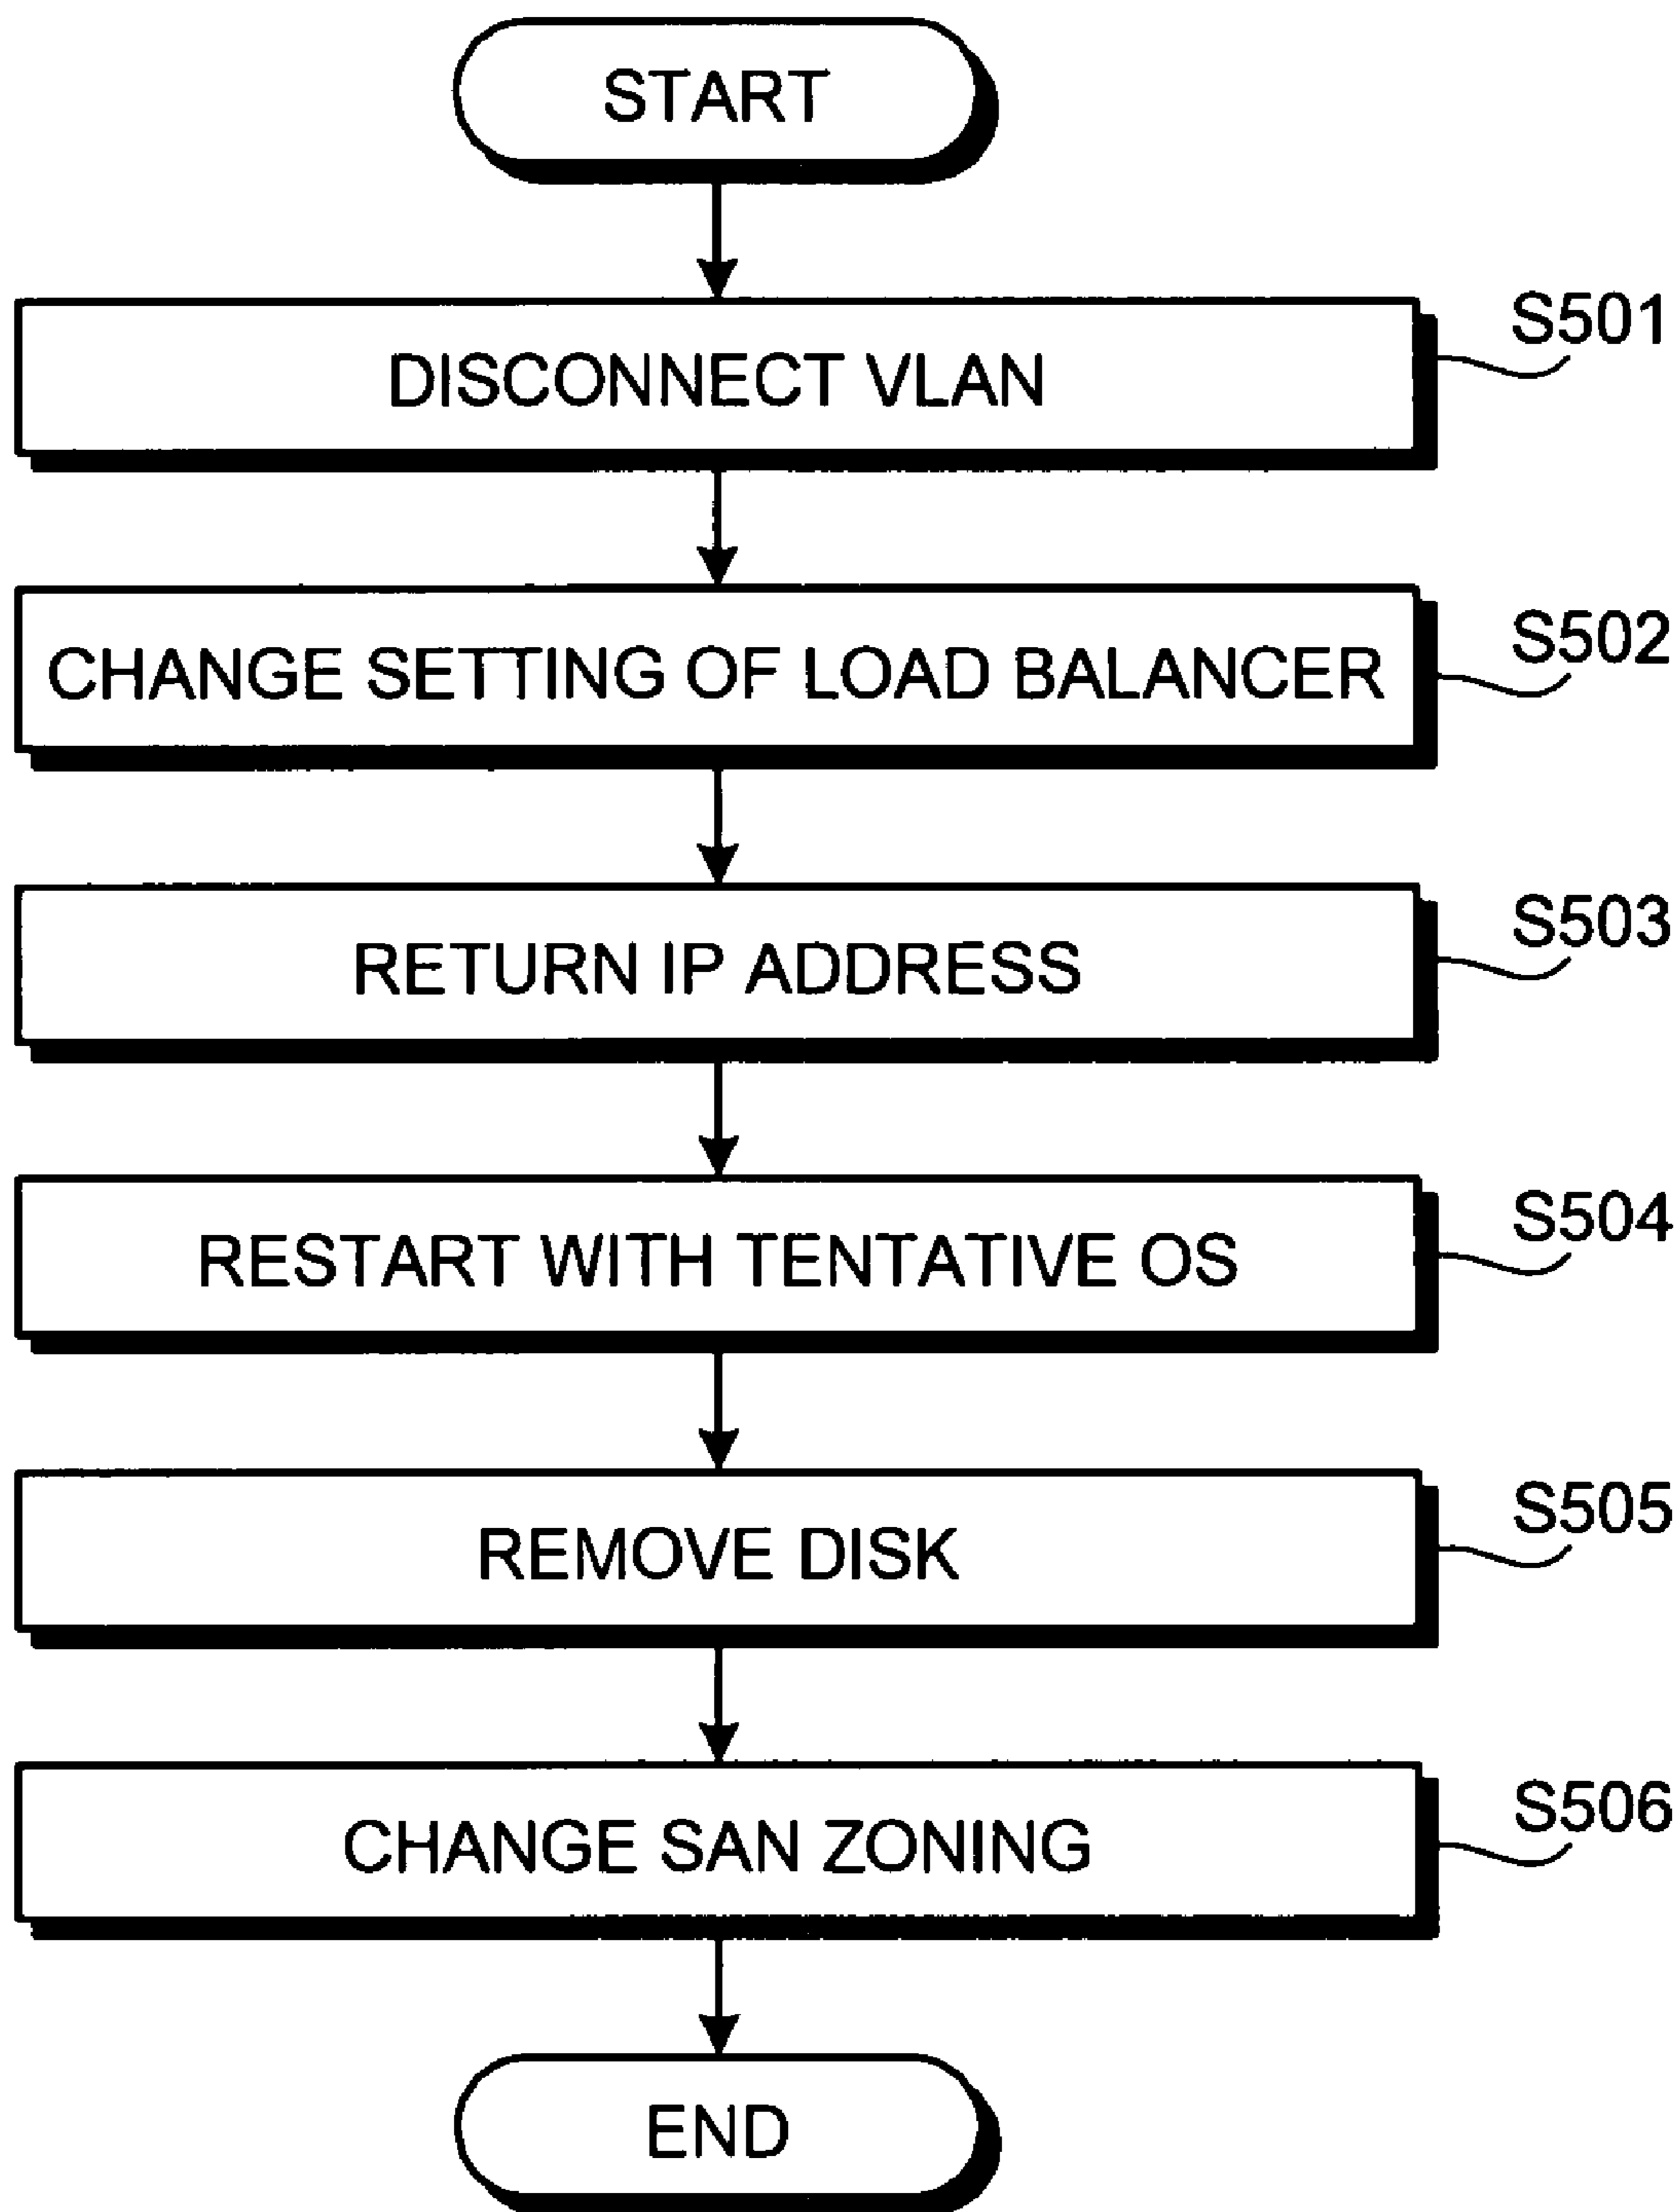 START
DISCONNECT VLAN
S501
CHANGE SETTING OF LOAD BALANCER
S502
RETURN IP ADDRESS
S503
RESTART WITH TENTATIVE OS
S504
REMOVE DISK
S505
CHANGE SAN ZONING
S506
END